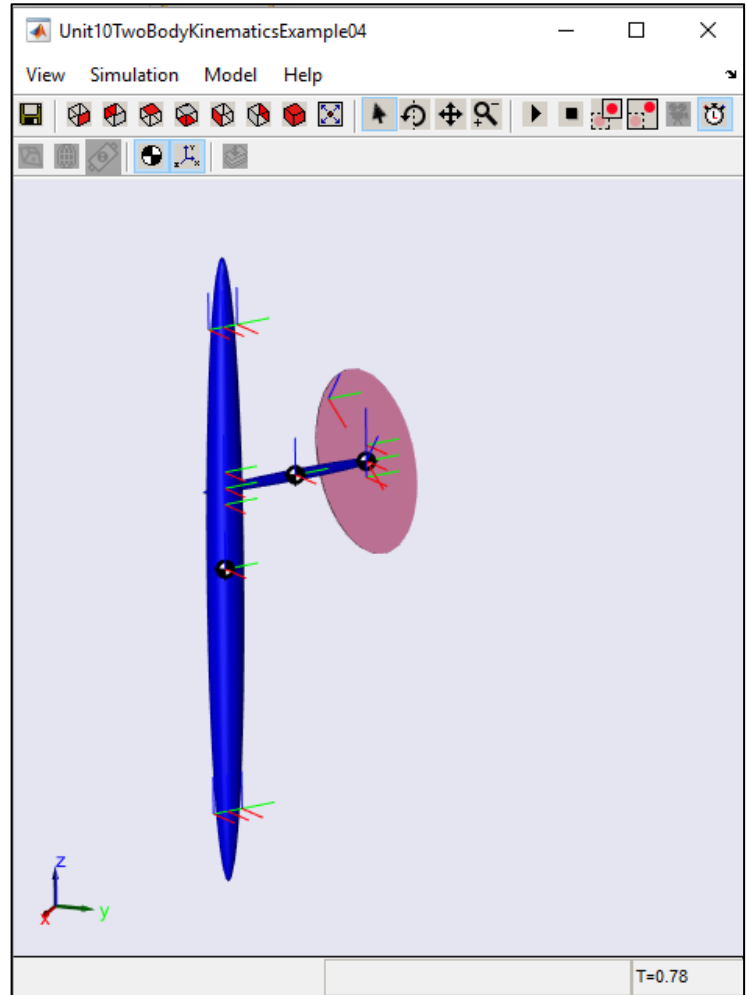 Unit10TwoBodyKinematicsExample04
View Simulation Model Help
z
x
y
T=0.78